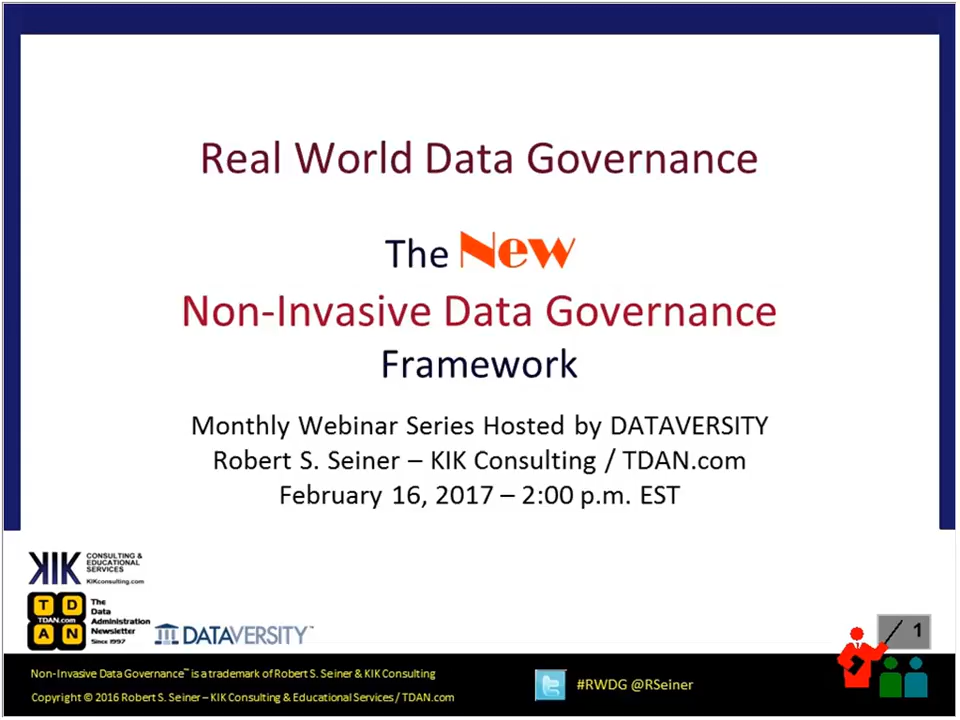 Real World Data Governance
The New
Non-Invasive Data Governance
Framework
Monthly Webinar Series Hosted by DATAVERSITY
Robert S. Seiner – KIK Consulting / TDAN.com
February 16, 2017 – 2:00 p.m. EST
KIK CONSULTING &
EDUCATIONAL
SERVICES
KIKconsulting.com
T D
TDAN.com
A N
The
Data
Administration
Newsletter
Since 1997
DATAVERSITY™
1
Non-Invasive Data Governance™ is a trademark of Robert S. Seiner & KIK Consulting
Copyright © 2016 Robert S. Seiner – KIK Consulting & Educational Services / TDAN.com
#RWDG @RSeiner